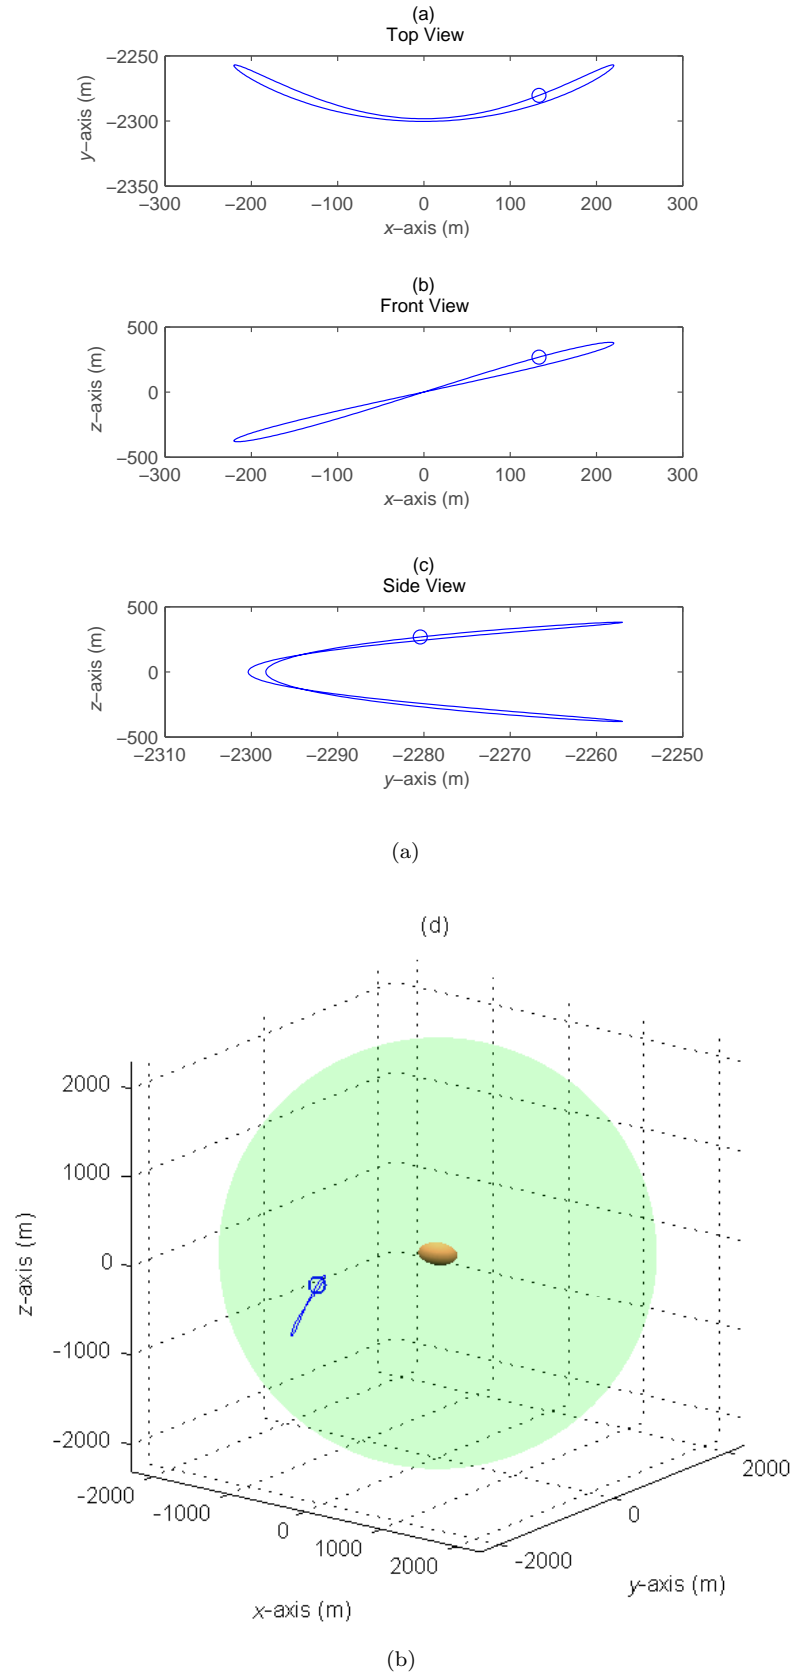 (a)
Top View
−2250
−2300
−2350
y−axis (m)
−300 −200 −100 0 100 200 300
x−axis (m)
(b)
Front View
500
0
−500
z−axis (m)
−300 −200 −100 0 100 200 300
x−axis (m)
(c)
Side View
500
0
−500
z−axis (m)
−2310 −2300 −2290 −2280 −2270 −2260 −2250
y−axis (m)
(a)
(d)
2000
1000
0
-1000
-2000
z-axis (m)
-2000 -1000 0 1000 2000
x-axis (m)
-2000 0 2000
y-axis (m)
(b)